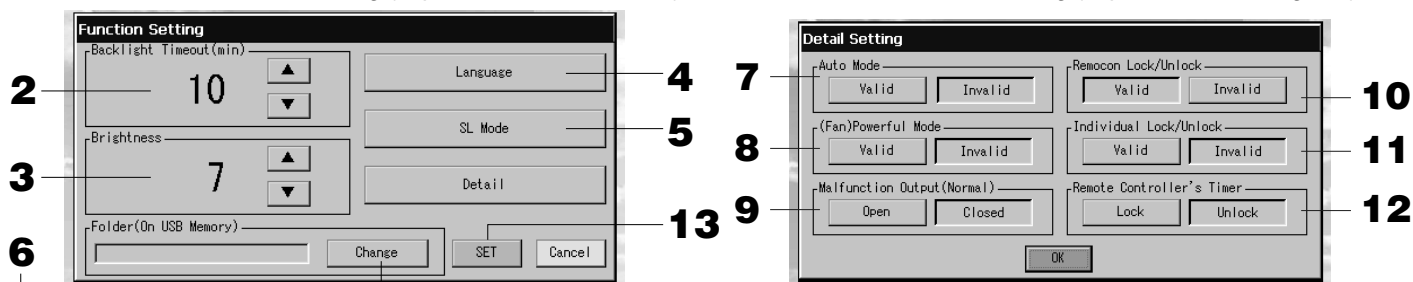 Function Setting
Backlight Timeout(min)
2
10
Language
4
SL Mode
5
Brightness
3
7
Detail
13
Folder(On USB Memory)
6
Change
SET
Cancel
Detail Setting
7
Auto Mode
Valid
Invalid
Remocon Lock/Unlock
Valid
Invalid
10
8
(Fan)Powerful Mode
Valid
Invalid
Individual Lock/Unlock
Valid
Invalid
11
9
Malfunction Output(Normal)
Open
Closed
Remote Controller's Timer
Lock
Unlock
12
OK